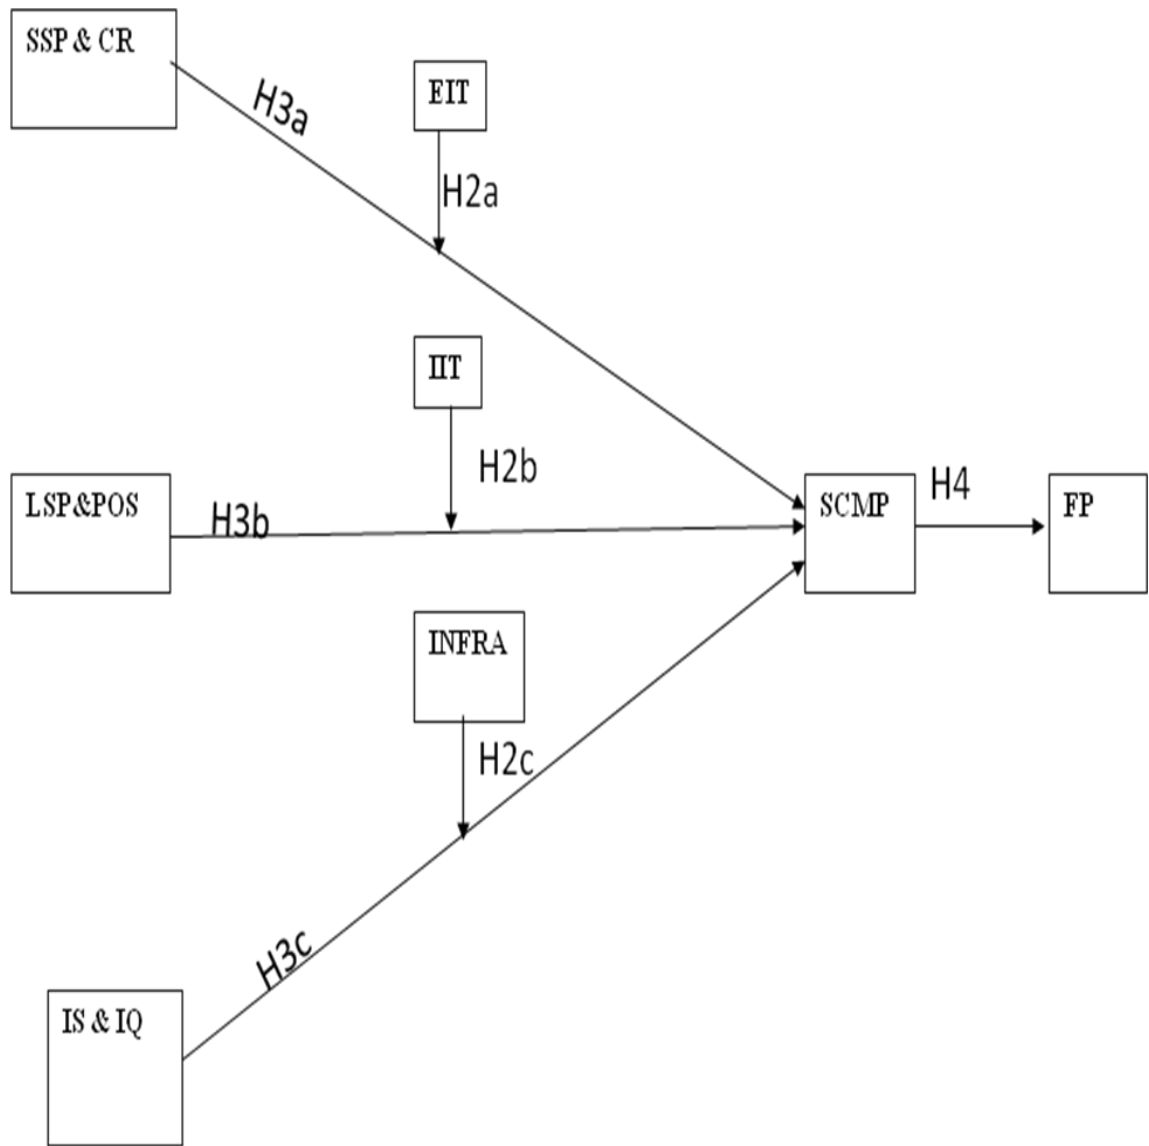 SSP & CR
H3a
EIT
H2a
IIT
H2b
LSP&POS
H3b
SCMP
H4
FP
INFRA
H2c
H3c
IS & IQ